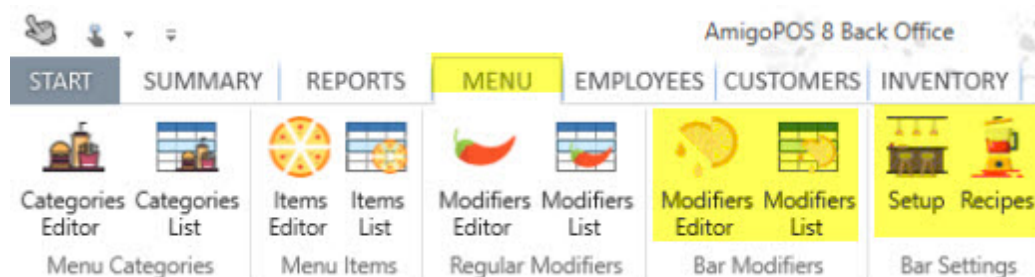 AmigoPOS 8 Back Office
START SUMMARY REPORTS MENU EMPLOYEES CUSTOMERS INVENTORY
Categories Categories Items Items Modifiers Modifiers Modifiers Modifiers Setup Recipes
Editor List Editor List Editor List Editor List
Menu Categories Menu Items Regular Modifiers Bar Modifiers Bar Settings